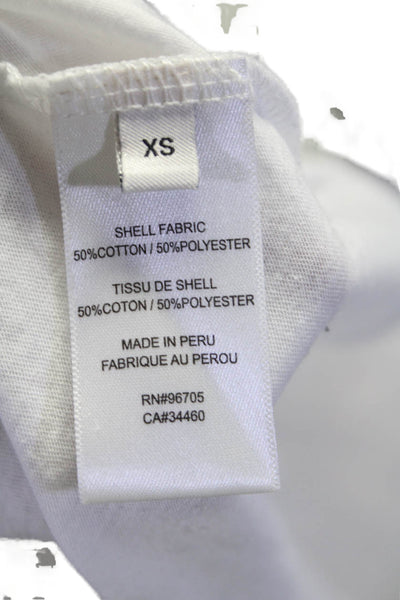 XS
SHELL FABRIC
50%COTTON / 50%POLYESTER
TISSU DE SHELL
50%COTON / 50%POLYESTER
MADE IN PERU
FABRIQUE AU PEROU
RN#96705
CA#34460